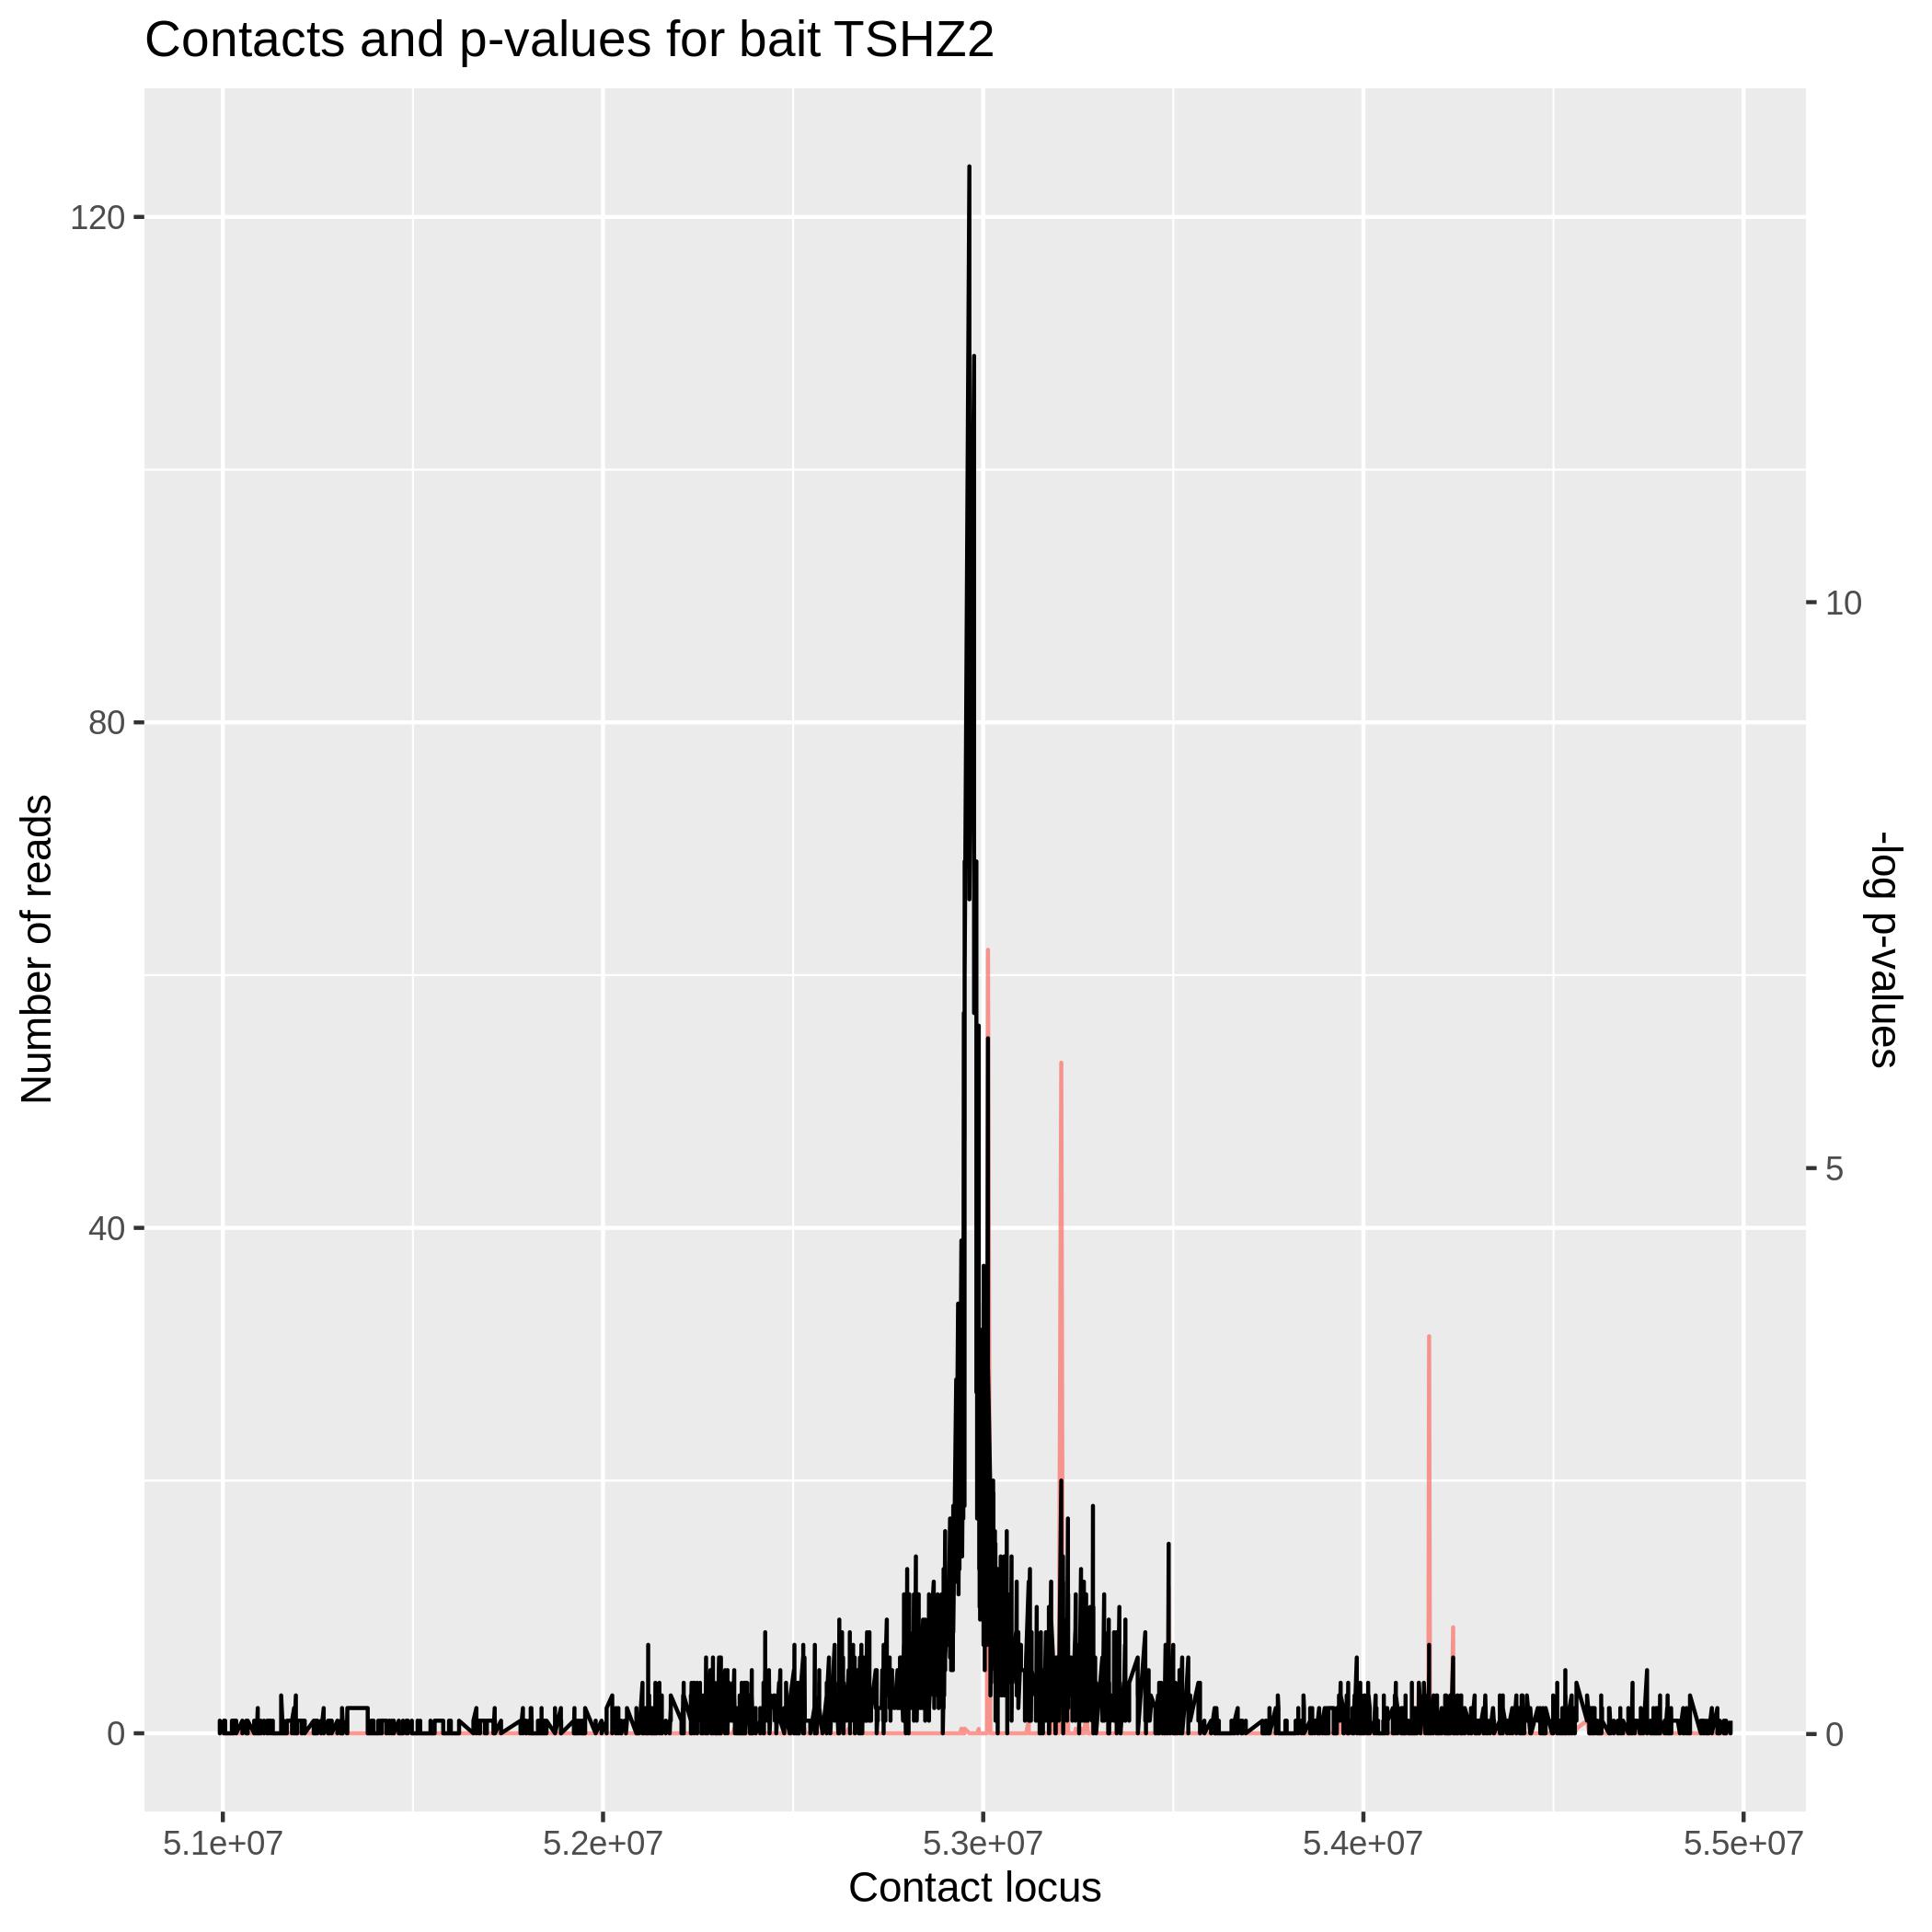 Contacts and p-values for bait TSHZ2
120
80
40
0
Number of reads
10
5
0
-log p-values
5.1e+07
5.2e+07
5.3e+07
5.4e+07
5.5e+07
Contact locus